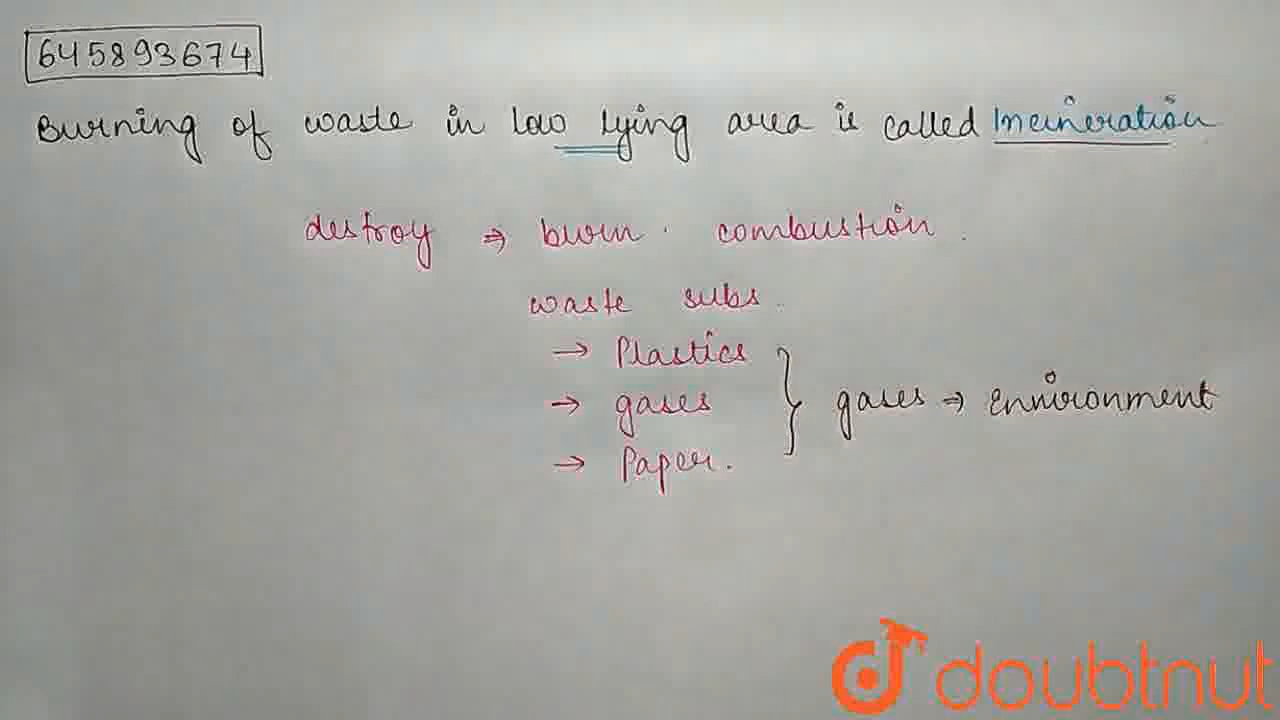 645893674
Burning of waste in low lying area is called Incineration
destroy ⇒ burn. combustion.
waste subs.
→ Plastics
→ gases } gases ⇒ Environment
→ Paper.
doubtnut